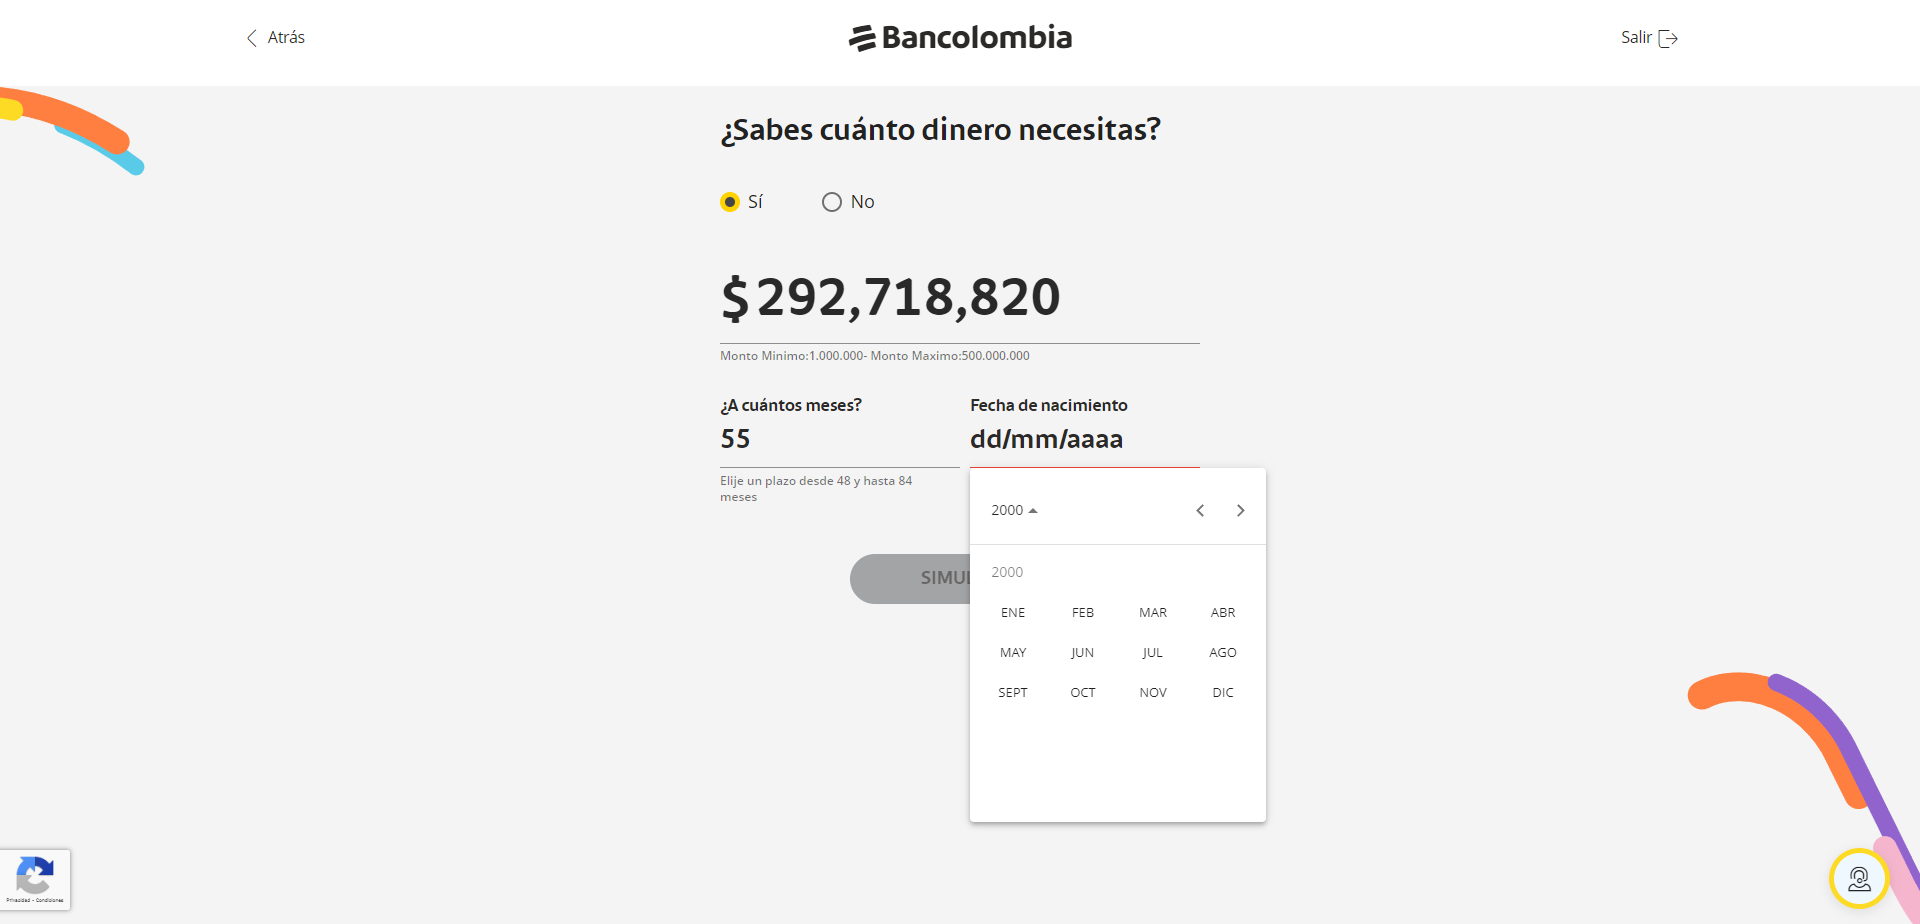 Atrás
Bancolombia
Salir
¿Sabes cuánto dinero necesitas?
Sí
No
$ 292,718,820
Monto Minimo:1.000.000- Monto Maximo:500.000.000
¿A cuántos meses?
Fecha de nacimiento
55
dd/mm/aaaa
Elije un plazo desde 48 y hasta 84
meses
2000
SIMUL
2000
ENE FEB MAR ABR
MAY JUN JUL AGO
SEPT OCT NOV DIC
Privacidad - Condiciones